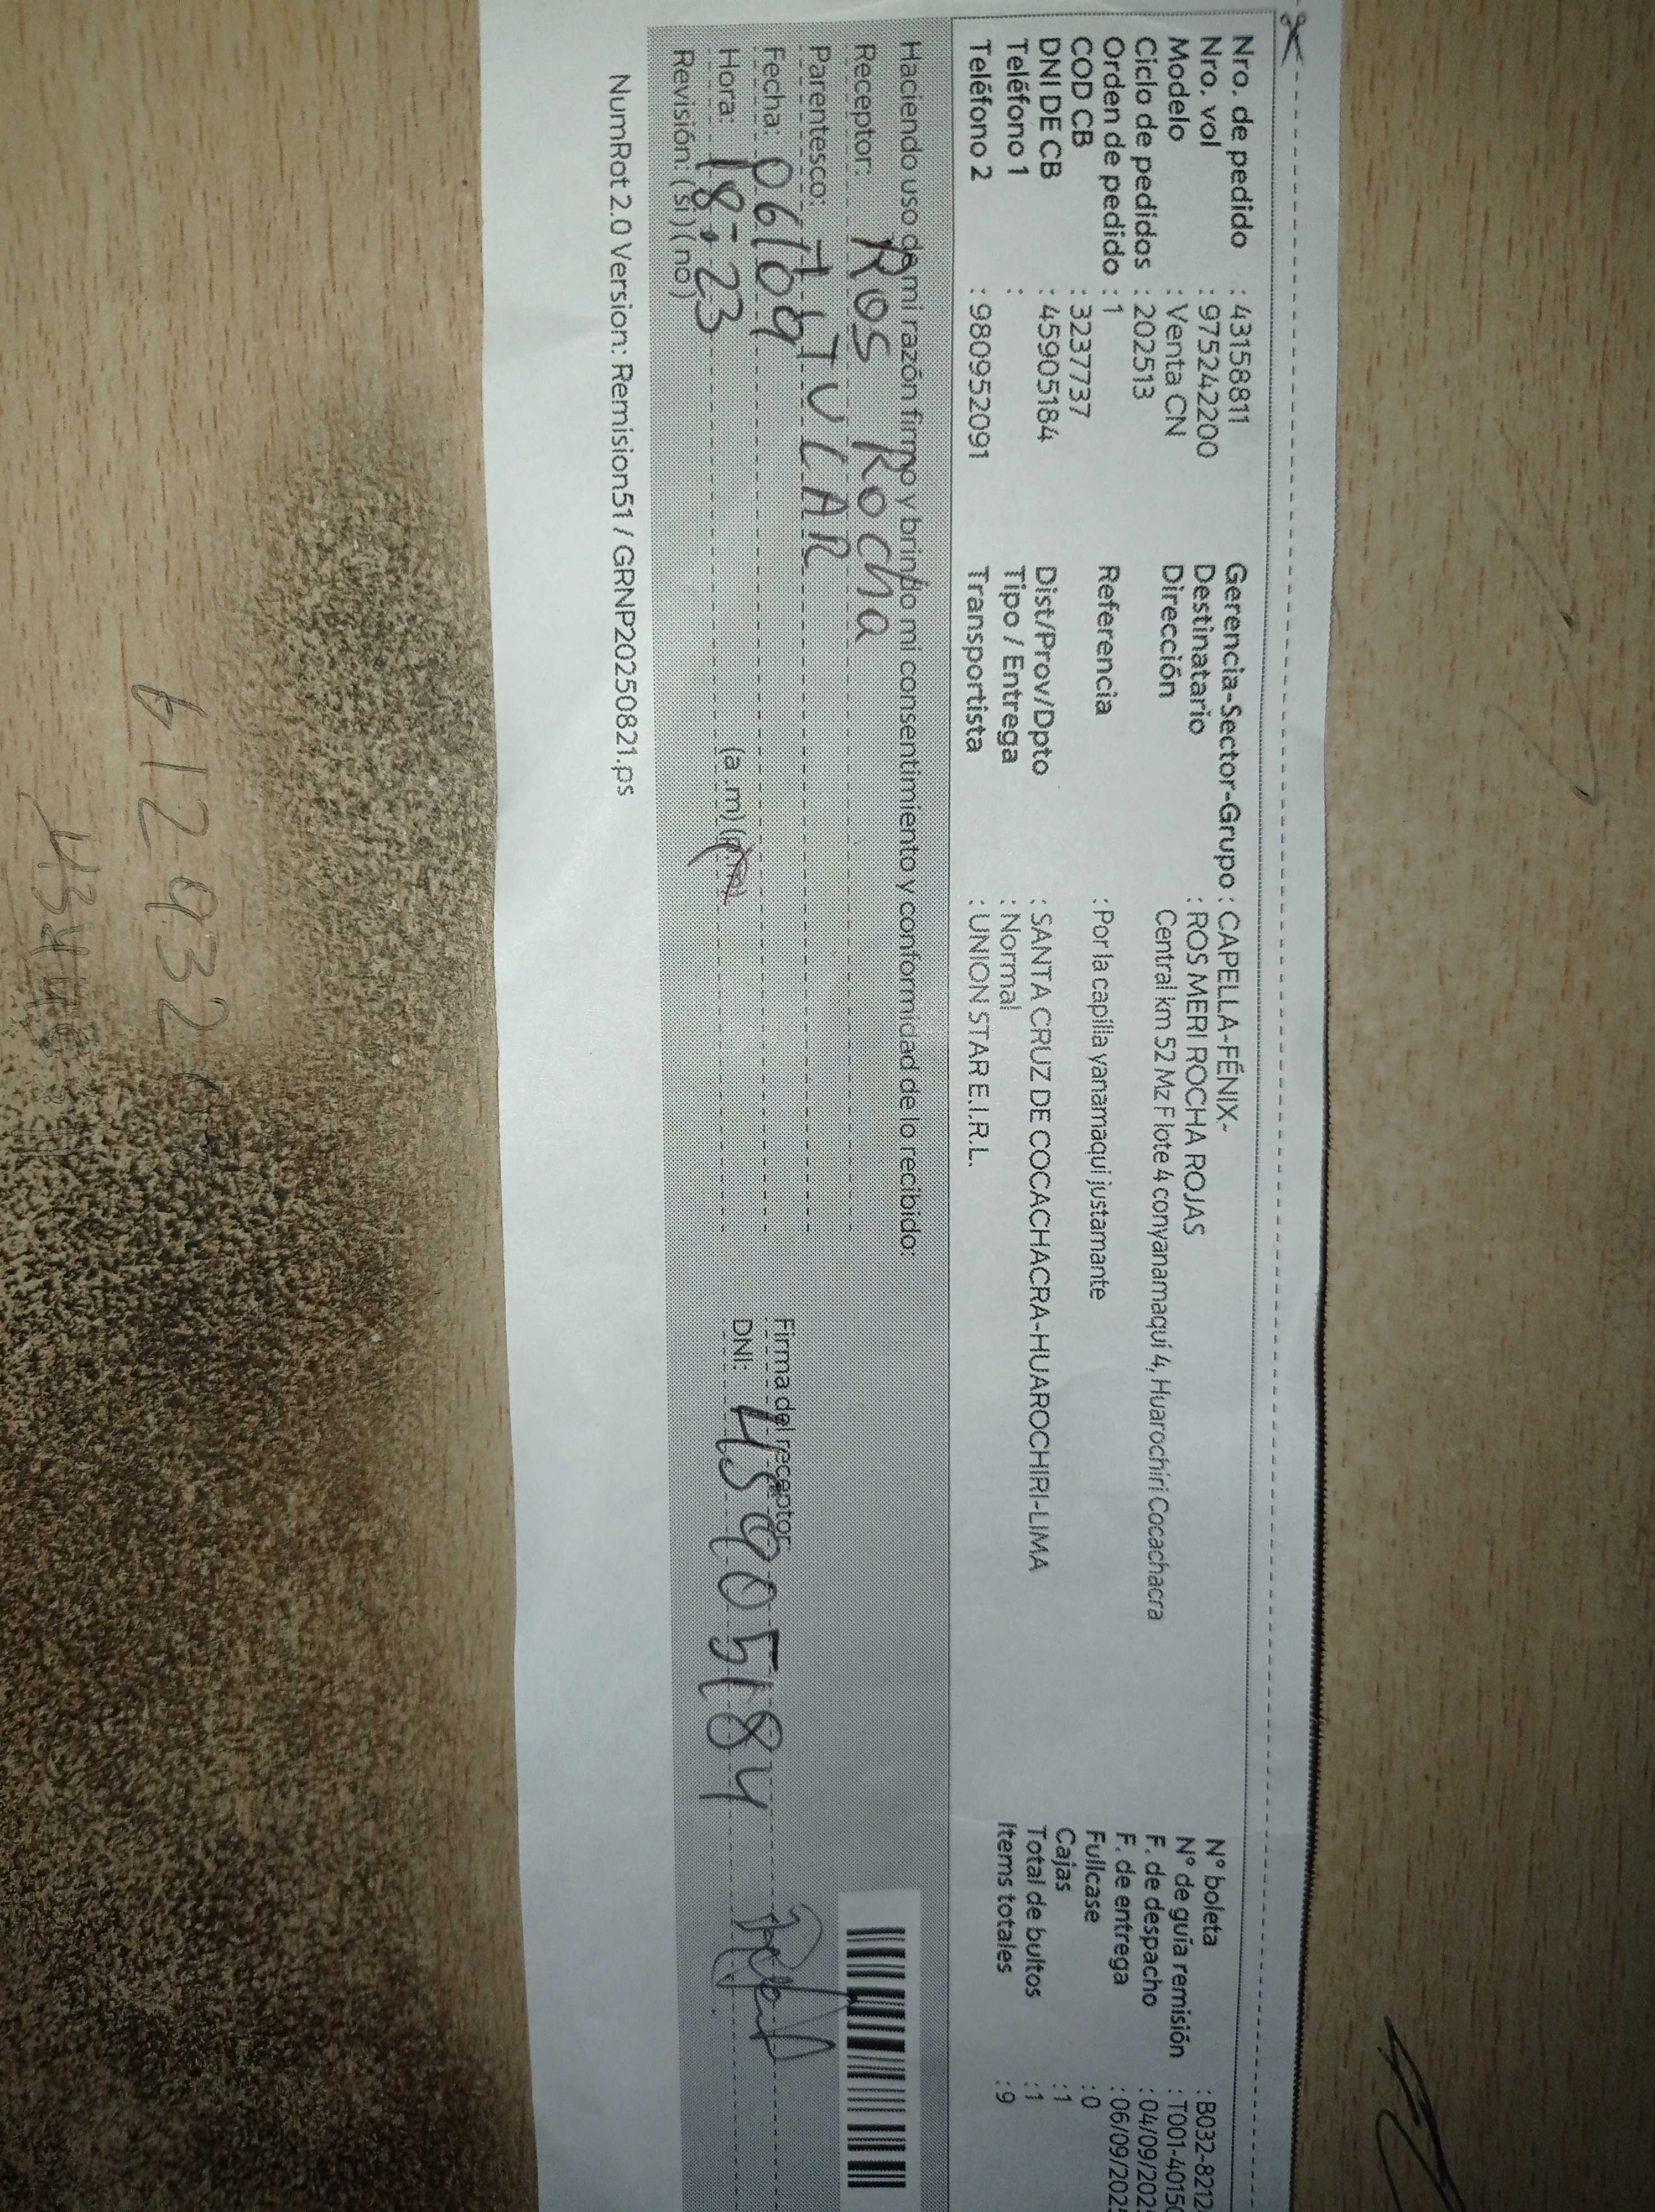 Nro. de pedido : 43158811
Nro. vol : 975242200
Modelo : Venta CN
Ciclo de pedidos : 202513
Orden de pedido : 1
COD CB : 3237737
DNI DE CB : 45905184
Teléfono 1 :
Teléfono 2 : 980952091
Gerencia-Sector-Grupo : CAPELLA-FÉNIX-
Destinatario : ROS MERI ROCHA ROJAS
Dirección Central km 52 Mz F lote 4 conyanamaqui 4, Huarochiri Cocachacra
Referencia : Por la capilla yanamaqui justamante
Dist/Prov/Dpto : SANTA CRUZ DE COCACHACRA-HUAROCHIRI-LIMA
Tipo / Entrega : Normal
Transportista : UNION STAR E.I.R.L.
N° boleta : B032-8212
N° de guía remisión : T001-4015
F. de despacho : 04/09/202
F. de entrega : 06/09/202
Fullcase : 0
Cajas : 1
Total de bultos : 1
Items totales : 9
Haciendo uso de mi razón firmo y brindo mi consentimiento y conformidad de lo recibido:
Receptor: Ros Rocha
Parentesco: TITULAR
Fecha: 06/09
Hora: 18:23 (a.m) (p.m)
Revisión: (si) (no)
Firma del receptor
DNI: 45905184
NumRot 2.0 Version: Remision51 / GRNP20250821.ps
612932